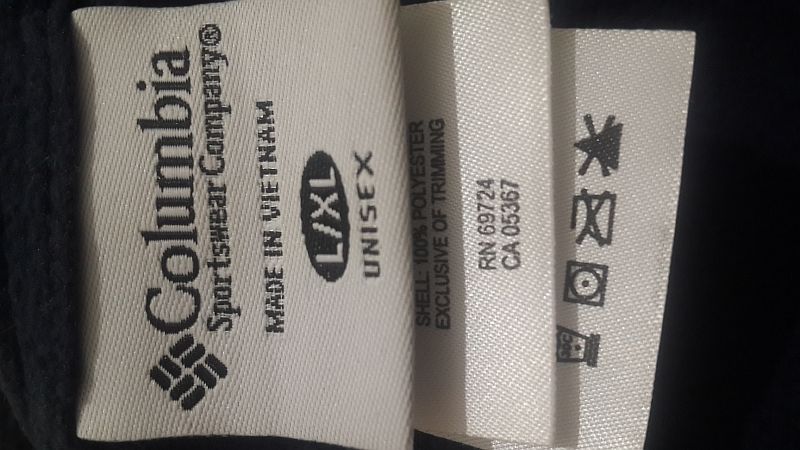 Columbia
Sportswear Company®
MADE IN VIETNAM
L/XL
UNISEX
SHELL: 100% POLYESTER
EXCLUSIVE OF TRIMMING
RN 69724
CA 05367